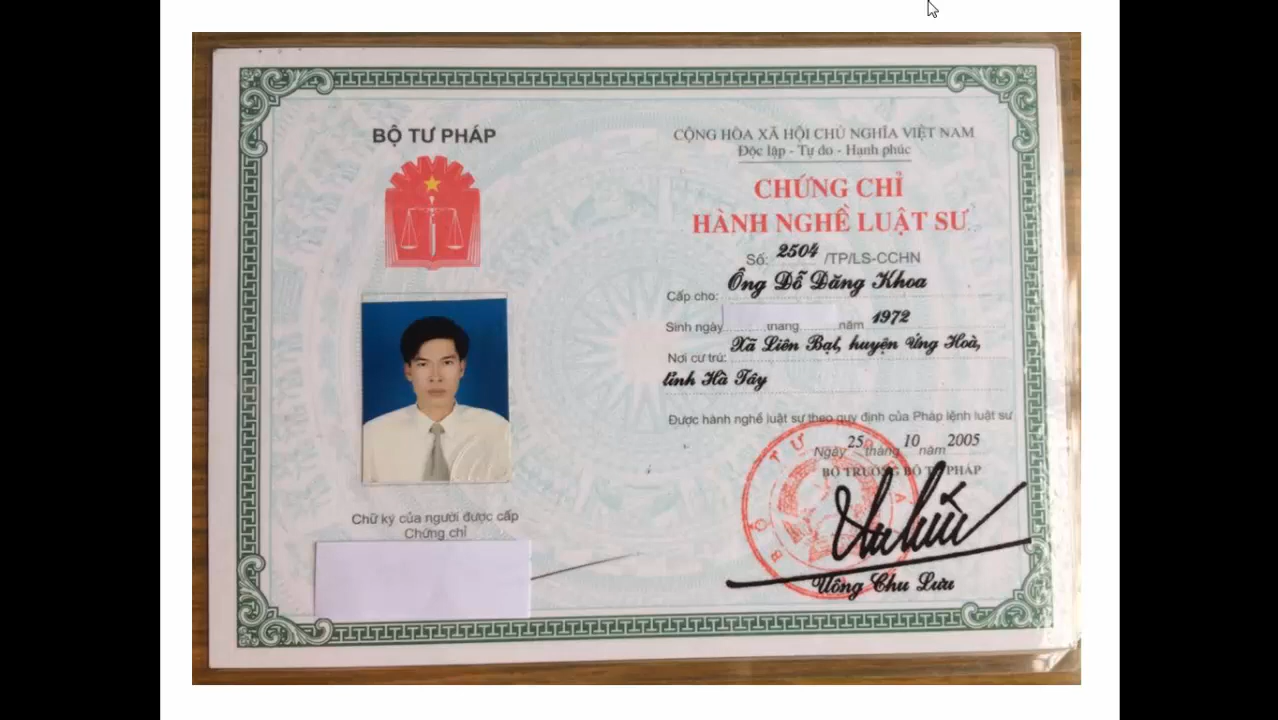 BỘ TƯ PHÁP
CỘNG HÒA XÃ HỘI CHỦ NGHĨA VIỆT NAM
Độc lập - Tự do - Hạnh phúc
CHỨNG CHỈ
HÀNH NGHỀ LUẬT SƯ
Số: 2504 /TP/LS-CCHN
Cấp cho: Ông Đỗ Đăng Khoa
Sinh ngày tháng năm 1972
Nơi cư trú: Xã Liên Bạt, huyện Ứng Hoà,
tỉnh Hà Tây
Được hành nghề luật sư theo quy định của Pháp lệnh luật sư
Ngày 25 tháng 10 năm 2005
BỘ TRƯỞNG BỘ TƯ PHÁP
Uông Chu Lưu
Chữ ký của người được cấp
Chứng chỉ